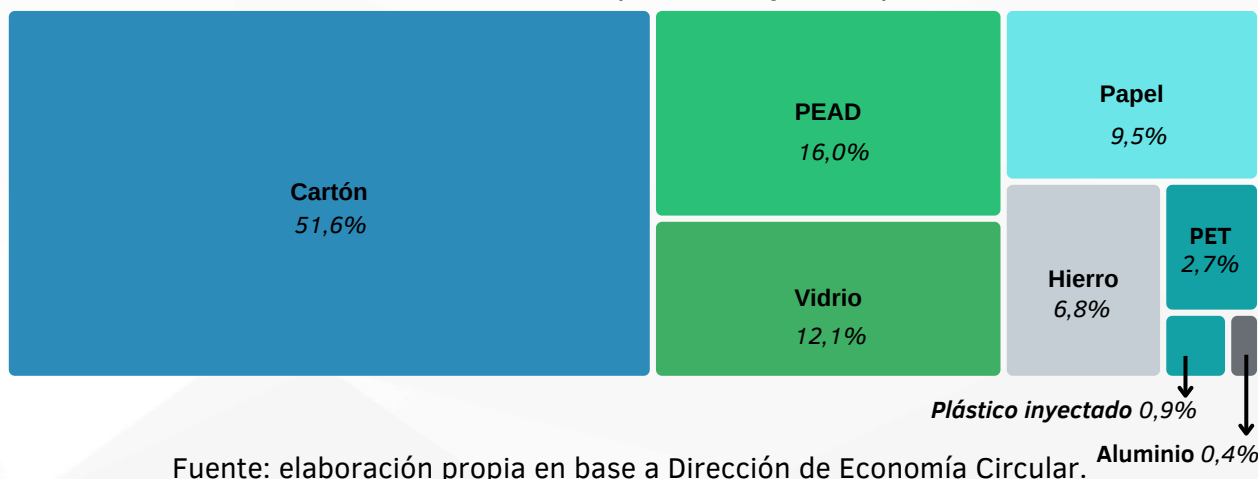 Cartón
51,6%
PEAD
16,0%
Vidrio
12,1%
Papel
9,5%
Hierro
6,8%
PET
2,7%
Plástico inyectado 0,9%
Aluminio 0,4%
Fuente: elaboración propia en base a Dirección de Economía Circular.